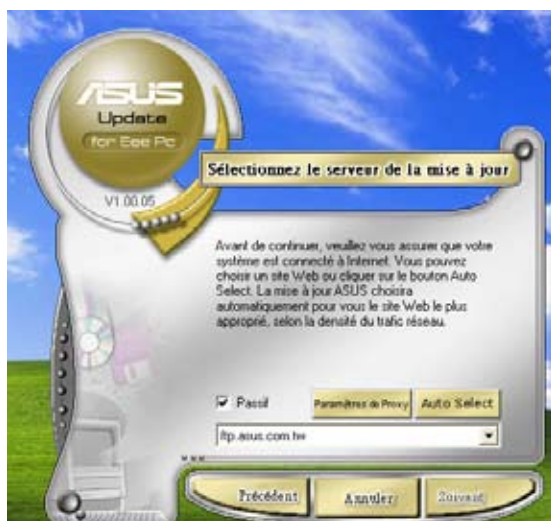 ASUS
Update
for Eee Pc
V1.00.05
Sélectionnez le serveur de la mise à jour
Avant de continuer, veuillez vous assurer que votre
système est connecté à Internet. Vous pouvez
choisir un site Web ou cliquer sur le bouton Auto
Select. La mise à jour ASUS choisira
automatiquement pour vous le site Web le plus
approprié, selon la densité du trafic réseau.
Passif
Paramètres de Proxy
Auto Select
ftp.asus.com.tw
Précédent
Annuler
Suivant